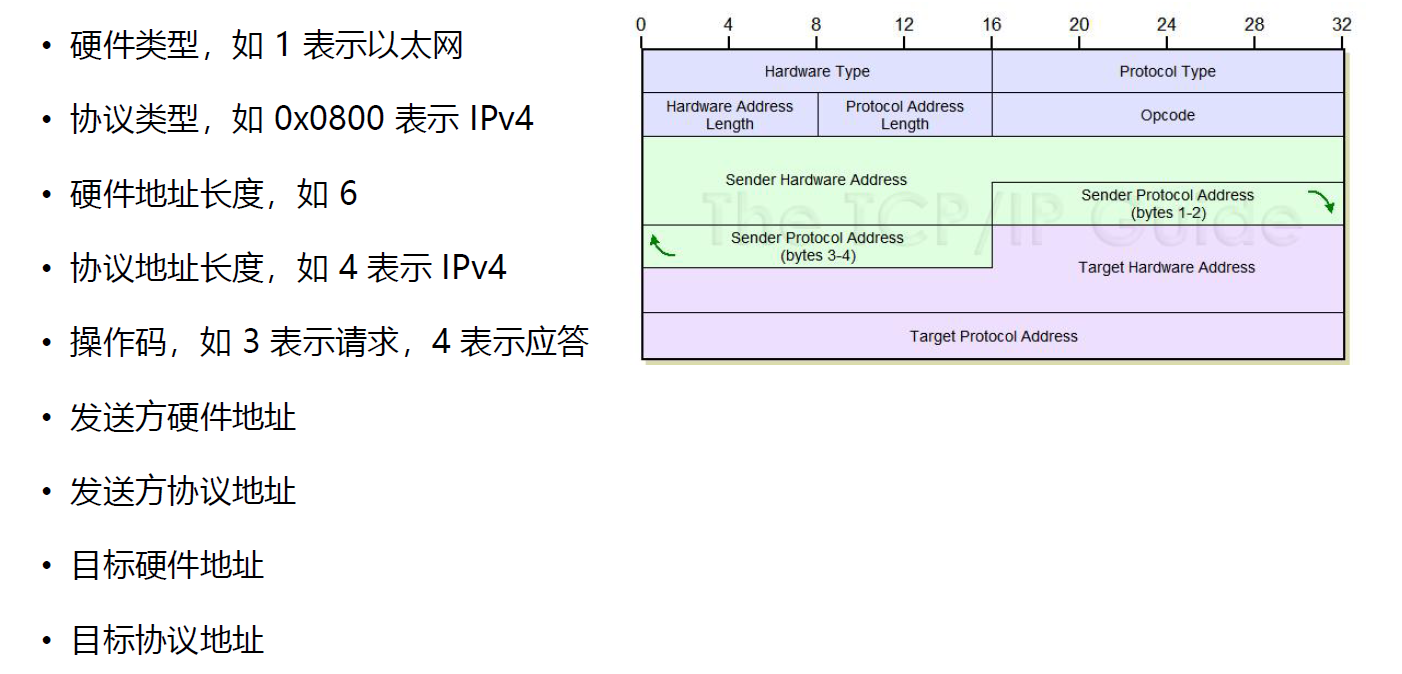 • 硬件类型，如 1 表示以太网
• 协议类型，如 0x0800 表示 IPv4
• 硬件地址长度，如 6
• 协议地址长度，如 4 表示 IPv4
• 操作码，如 3 表示请求，4 表示应答
• 发送方硬件地址
• 发送方协议地址
• 目标硬件地址
• 目标协议地址
0 4 8 12 16 20 24 28 32
Hardware Type
Protocol Type
Hardware Address
Length
Protocol Address
Length
Opcode
Sender Hardware Address
Sender Protocol Address
(bytes 1-2)
The TCP/IP Guide
Sender Protocol Address
(bytes 3-4)
Target Hardware Address
Target Protocol Address